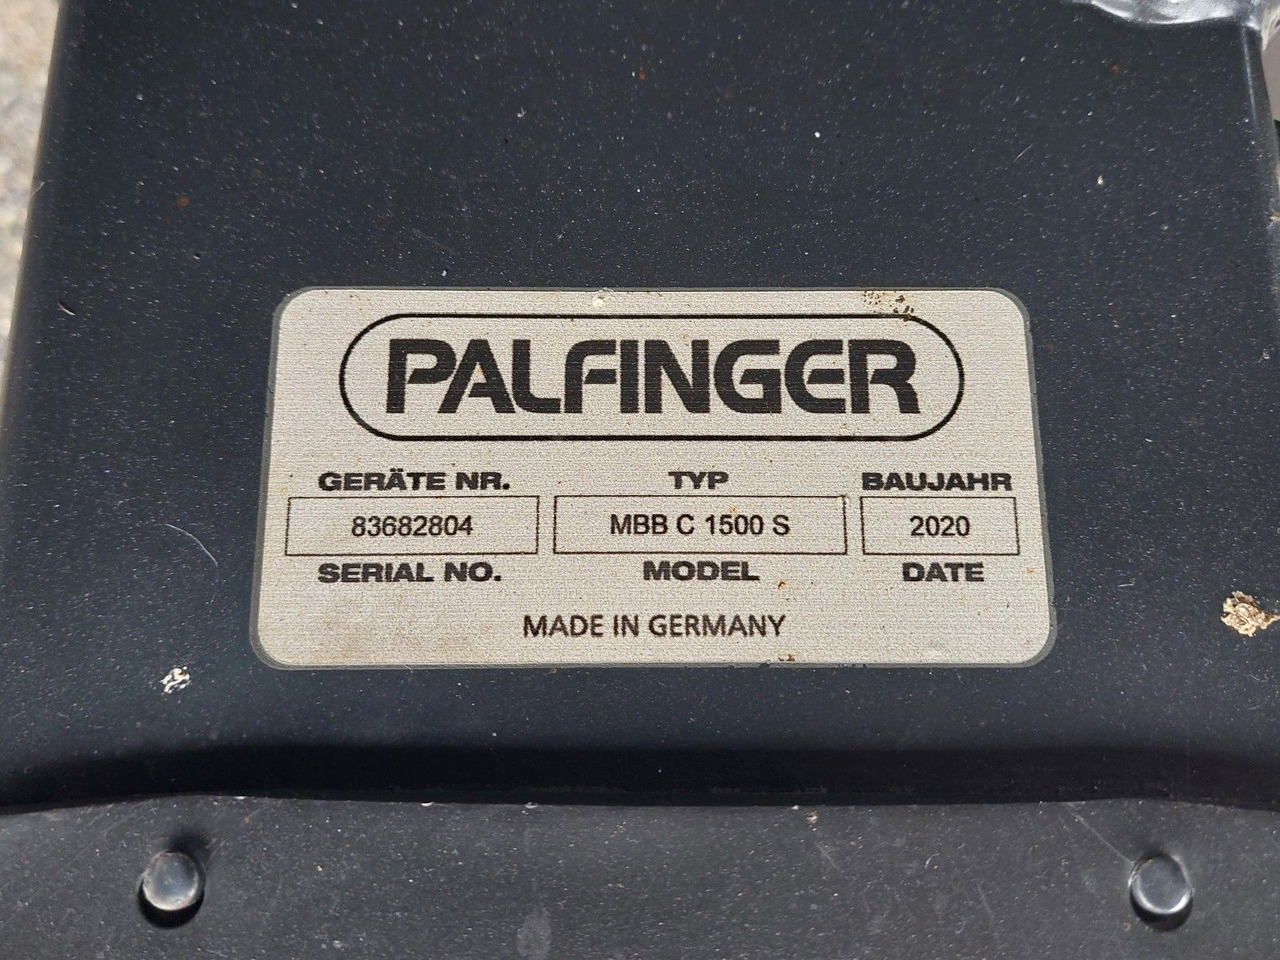 PALFINGER
GERÄTE NR. TYP BAUJAHR
83682804 MBB C 1500 S 2020
SERIAL NO. MODEL DATE
MADE IN GERMANY